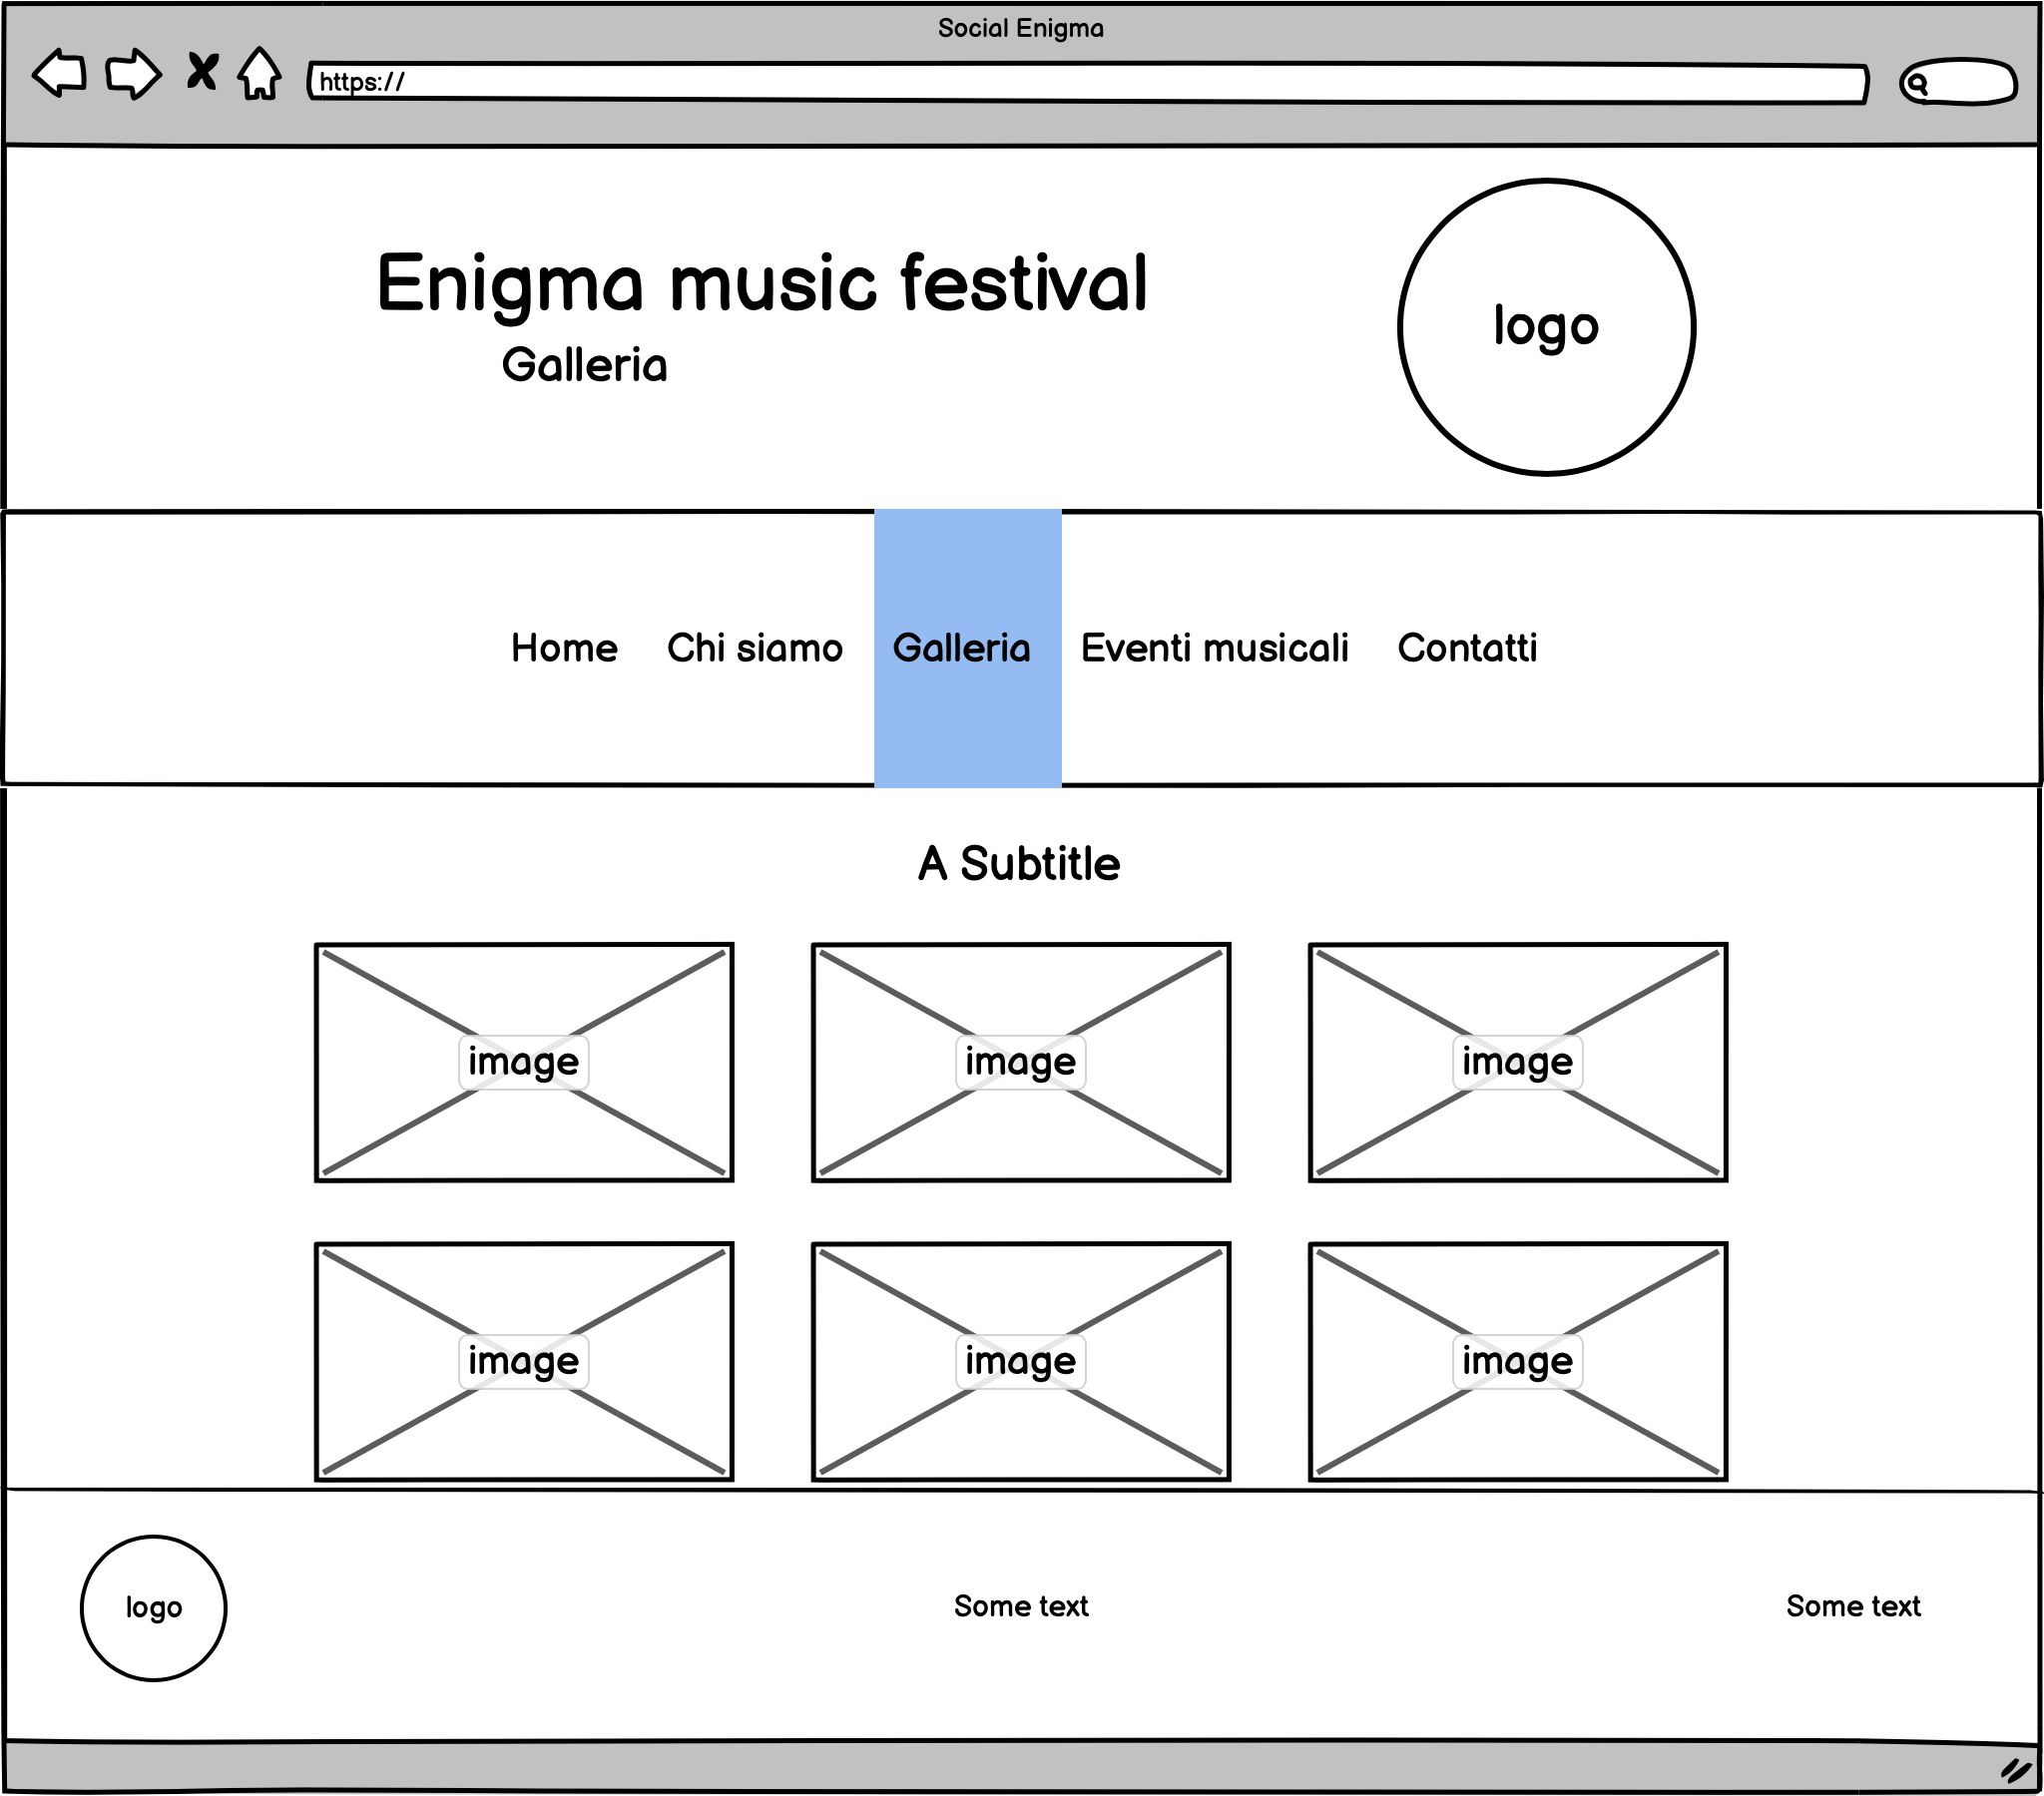 Social Enigma
https://
Enigma music festival
Galleria
logo
Home Chi siamo Galleria Eventi musicali Contatti
A Subtitle
image image image
image image image
logo Some text Some text